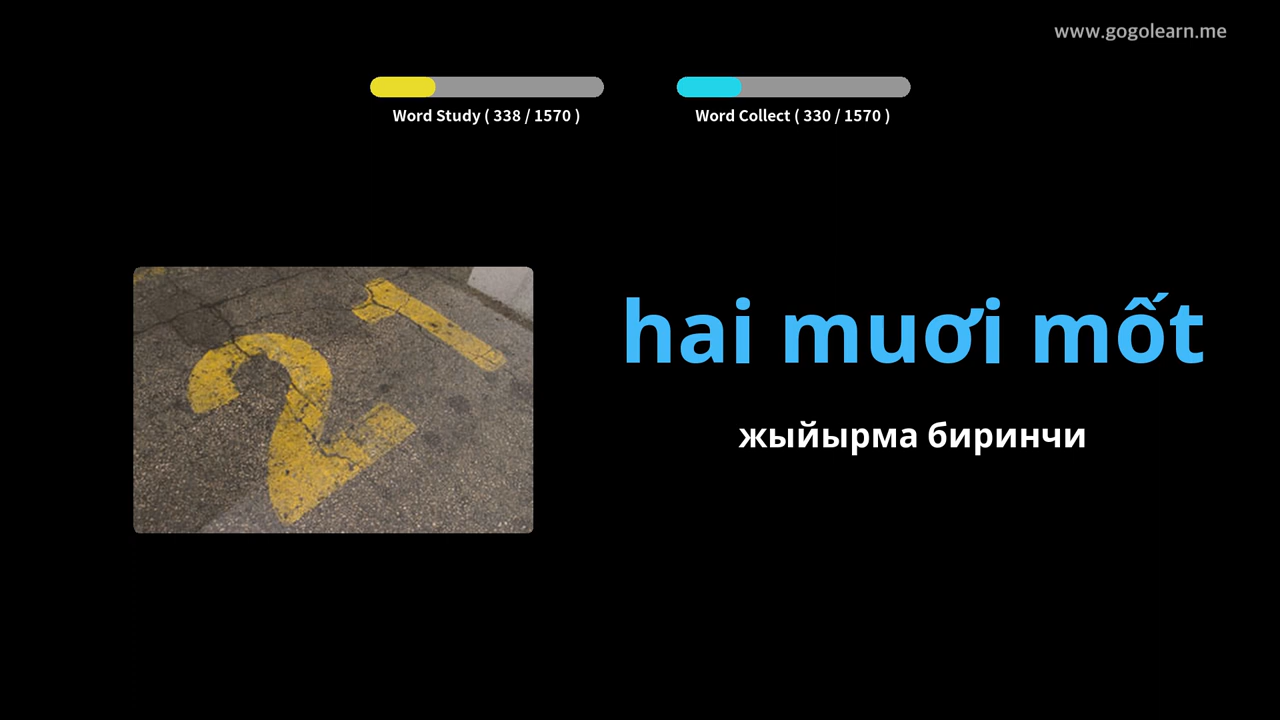 www.gogolearn.me
Word Study ( 338 / 1570 )
Word Collect ( 330 / 1570 )
21
hai mươi mốt
жыйырма биринчи